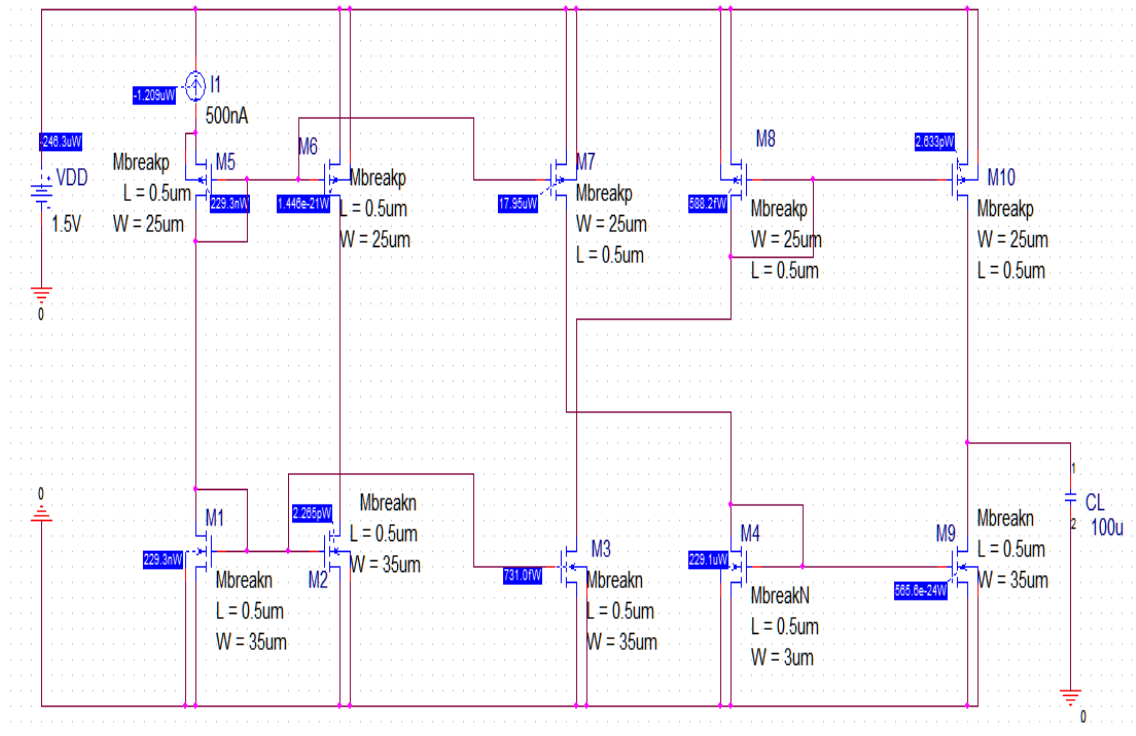 I1
500nA
-1.209uW
-246.3uW
VDD
1.5V
0
Mbreakp
L = 0.5um
W = 25um
M5
229.3nW
M6
1.446e-21W
Mbreakp
L = 0.5um
W = 25um
M7
17.95uW
Mbreakp
W = 25um
L = 0.5um
M8
588.2fW
Mbreakp
W = 25um
L = 0.5um
2.633pW
M10
Mbreakp
W = 25um
L = 0.5um
0
M1
229.3nW
Mbreakn
L = 0.5um
W = 35um
Mbreakn
2.265pW
L = 0.5um
W = 35um
M2
M3
731.0fW
Mbreakn
L = 0.5um
W = 35um
M4
229.1uW
MbreakN
L = 0.5um
W = 3um
M9
Mbreakn
L = 0.5um
W = 35um
1
CL
2
100u
0